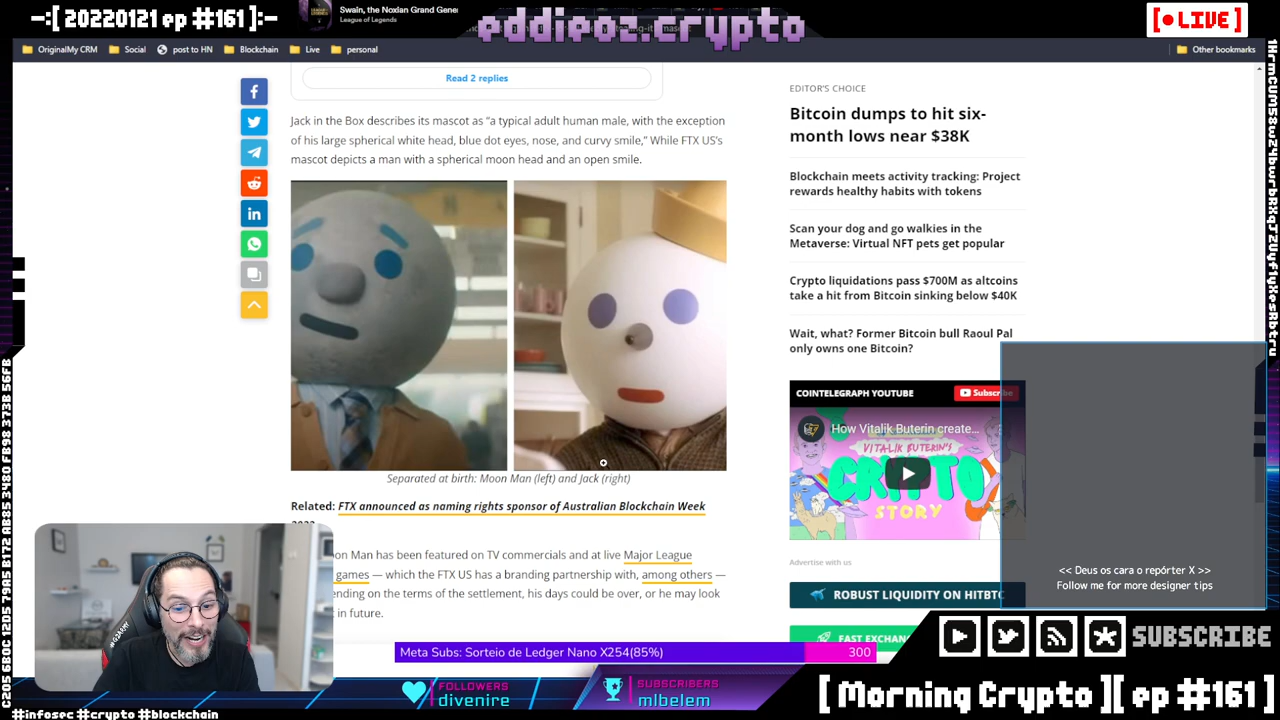 -:[ 20220121 ep #161 ]:-
Swain, the Noxian Grand Gener
League of Legends
eddieoz.crypto
[● LIVE]
OriginalMy CRM
Social
post to HN
Blockchain
Live
personal
Other bookmarks
Read 2 replies
Jack in the Box describes its mascot as “a typical adult human male, with the exception
of his large spherical white head, blue dot eyes, nose, and curvy smile,” While FTX US’s
mascot depicts a man with a spherical moon head and an open smile.
Separated at birth: Moon Man (left) and Jack (right)
Related: FTX announced as naming rights sponsor of Australian Blockchain Week
on Man has been featured on TV commercials and at live Major League
games — which the FTX US has a branding partnership with, among others —
ending on the terms of the settlement, his days could be over, or he may look
in future.
EDITOR'S CHOICE
Bitcoin dumps to hit six-
month lows near $38K
Blockchain meets activity tracking: Project
rewards healthy habits with tokens
Scan your dog and go walkies in the
Metaverse: Virtual NFT pets get popular
Crypto liquidations pass $700M as altcoins
take a hit from Bitcoin sinking below $40K
Wait, what? Former Bitcoin bull Raoul Pal
only owns one Bitcoin?
COINTELEGRAPH YOUTUBE
Subscribe
How Vitalik Buterin create...
VITALIK BUTERIN'S
CRYPTO
STORY
Advertise with us
ROBUST LIQUIDITY ON HITBTC
FAST EXCHAN
<< Deus os cara o repórter X >>
Follow me for more designer tips
Meta Subs: Sorteio de Ledger Nano X254(85%)
300
SUBSCRIBE
FOLLOWERS
divenire
SUBSCRIBERS
mlbelem
[ Morning Crypto ][ ep #161 ]
#infosec #crypto #blockchain